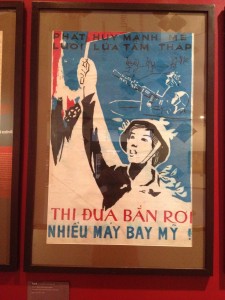 PHÁT HUY MẠNH MẼ
LƯỚI LỬA TẦM THẤP
THI ĐUA BẮN RƠI
NHIỀU MÁY BAY MỸ !